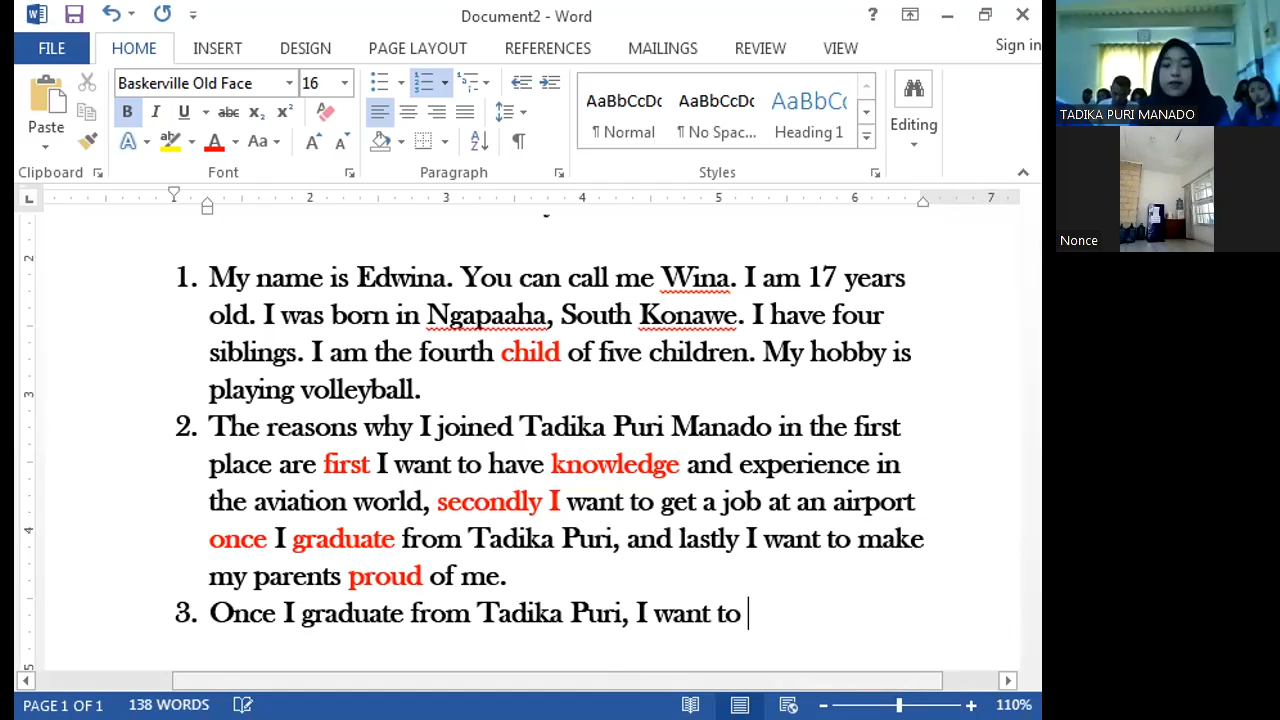 Document2 - Word
Sign in
FILE HOME INSERT DESIGN PAGE LAYOUT REFERENCES MAILINGS REVIEW VIEW
Baskerville Old Face 16
Paste
Clipboard Font Paragraph Styles
AaBbCcDc AaBbCcDc AaBbCc
¶ Normal ¶ No Spac... Heading 1
Editing
1 2 3 4 5 6 7
1. My name is Edwina. You can call me Wina. I am 17 years
old. I was born in Ngapaaha, South Konawe. I have four
siblings. I am the fourth child of five children. My hobby is
playing volleyball.
2. The reasons why I joined Tadika Puri Manado in the first
place are first I want to have knowledge and experience in
the aviation world, secondly I want to get a job at an airport
once I graduate from Tadika Puri, and lastly I want to make
my parents proud of me.
3. Once I graduate from Tadika Puri, I want to
PAGE 1 OF 1 138 WORDS 110%
TADIKA PURI MANADO
Nonce